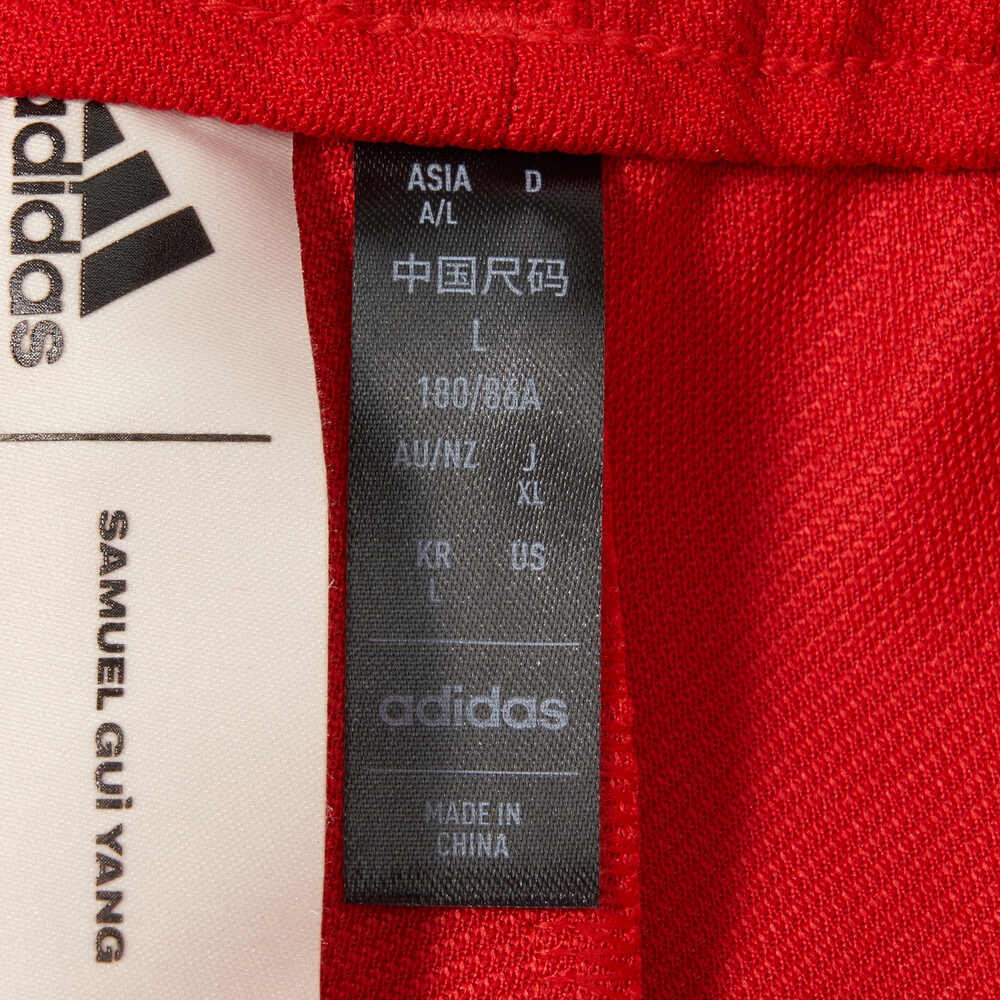 adidas
SAMUEL GUi YANG
ASIA D
A/L
中国尺码
L
180/86A
AU/NZ J
XL
KR US
L
adidas
MADE IN
CHINA